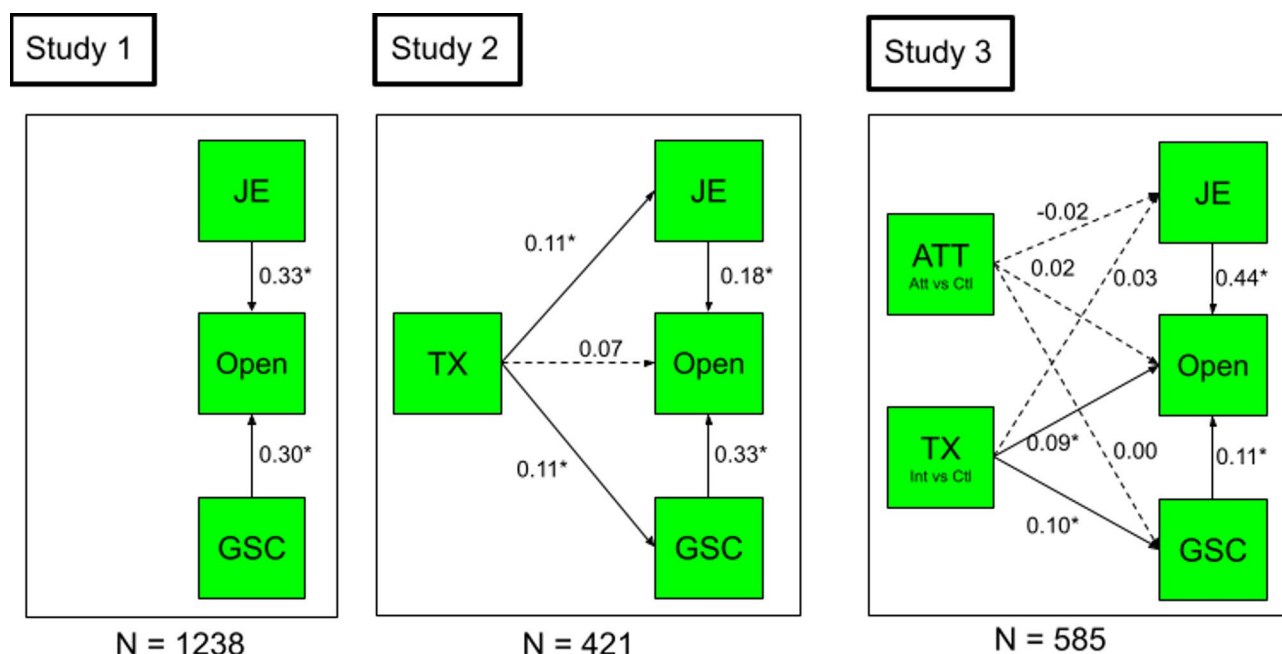 Study 1
JE
0.33*
Open
0.30*
GSC
N = 1238
Study 2
JE
0.11*
0.18*
TX
0.07
Open
0.11*
0.33*
GSC
N = 421
Study 3
JE
-0.02
ATT
Att vs Ctl
0.02
0.03
0.44*
Open
TX
Int vs Ctl
0.09*
0.00
0.11*
0.10*
GSC
N = 585